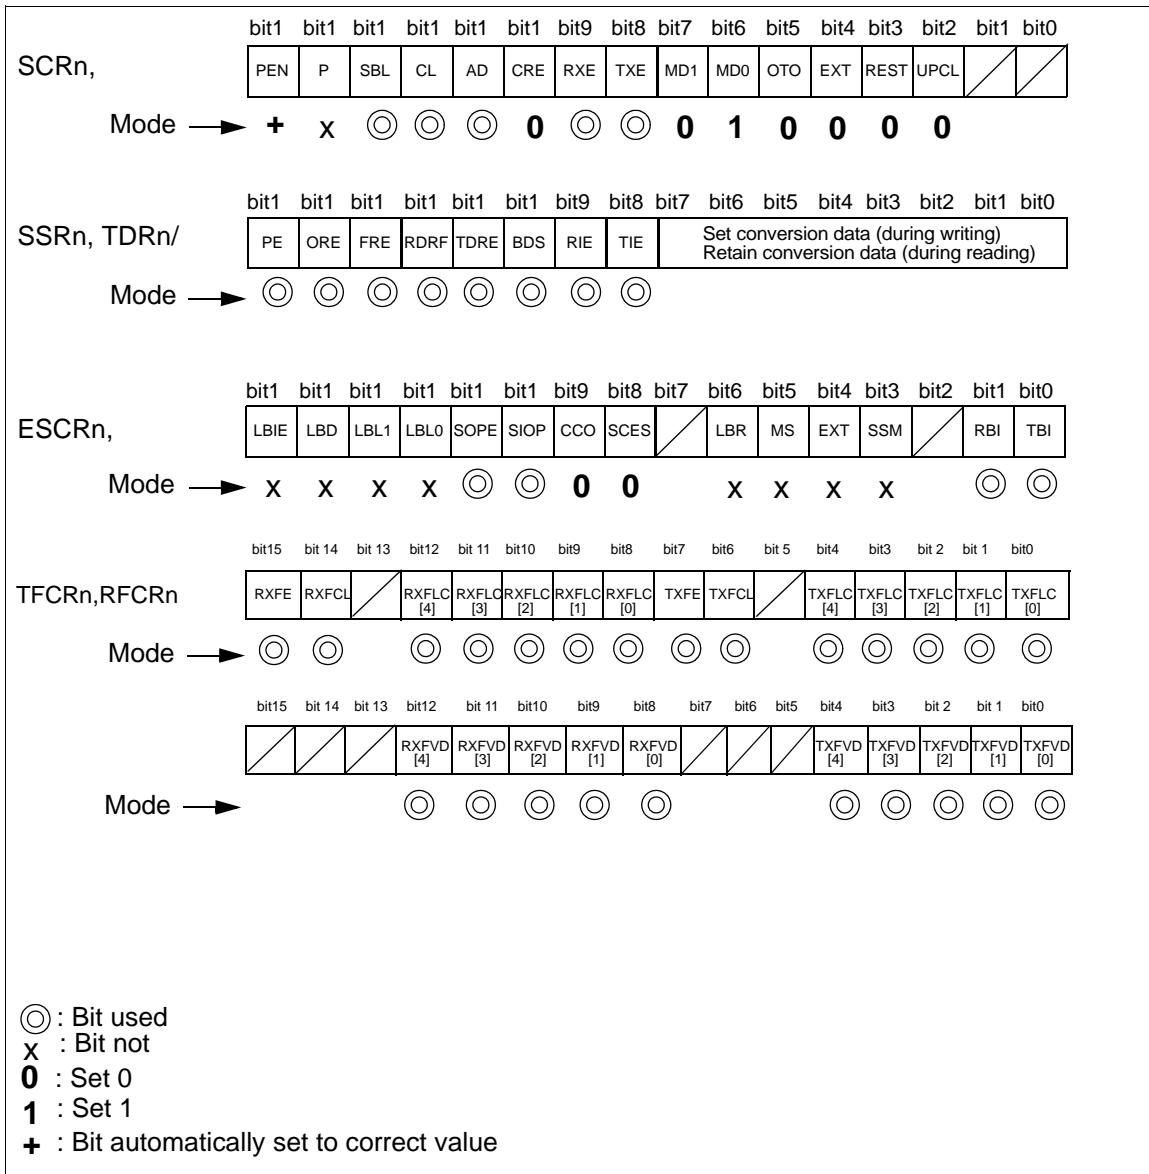 bit1 bit1 bit1 bit1 bit1 bit1 bit9 bit8 bit7 bit6 bit5 bit4 bit3 bit2 bit1 bit0
SCRn, PEN P SBL CL AD CRE RXE TXE MD1 MD0 OTO EXT REST UPCL
Mode + x ◎ ◎ ◎ 0 ◎ ◎ 0 1 0 0 0 0
bit1 bit1 bit1 bit1 bit1 bit1 bit9 bit8 bit7 bit6 bit5 bit4 bit3 bit2 bit1 bit0
SSRn, TDRn/ PE ORE FRE RDRF TDRE BDS RIE TIE Set conversion data (during writing)
Retain conversion data (during reading)
Mode ◎ ◎ ◎ ◎ ◎ ◎ ◎ ◎
bit1 bit1 bit1 bit1 bit1 bit1 bit9 bit8 bit7 bit6 bit5 bit4 bit3 bit2 bit1 bit0
ESCRn, LBIE LBD LBL1 LBL0 SOPE SIOP CCO SCES LBR MS EXT SSM RBI TBI
Mode x x x x ◎ ◎ 0 0 x x x x ◎ ◎
bit15 bit 14 bit 13 bit12 bit 11 bit10 bit9 bit8 bit7 bit6 bit 5 bit4 bit3 bit 2 bit 1 bit0
TFCRn,RFCRn RXFE RXFCL RXFLC RXFLC RXFLC RXFLC RXFLC TXFE TXFCL TXFLC TXFLC TXFLC TXFLC TXFLC
[4] [3] [2] [1] [0] [4] [3] [2] [1] [0]
Mode ◎ ◎ ◎ ◎ ◎ ◎ ◎ ◎ ◎ ◎ ◎ ◎ ◎ ◎
bit15 bit 14 bit 13 bit12 bit 11 bit10 bit9 bit8 bit7 bit6 bit5 bit4 bit3 bit 2 bit 1 bit0
RXFVD RXFVD RXFVD RXFVD RXFVD TXFVD TXFVD TXFVD TXFVD TXFVD
[4] [3] [2] [1] [0] [4] [3] [2] [1] [0]
Mode ◎ ◎ ◎ ◎ ◎ ◎ ◎ ◎ ◎ ◎
◎ : Bit used
x : Bit not
0 : Set 0
1 : Set 1
+ : Bit automatically set to correct value